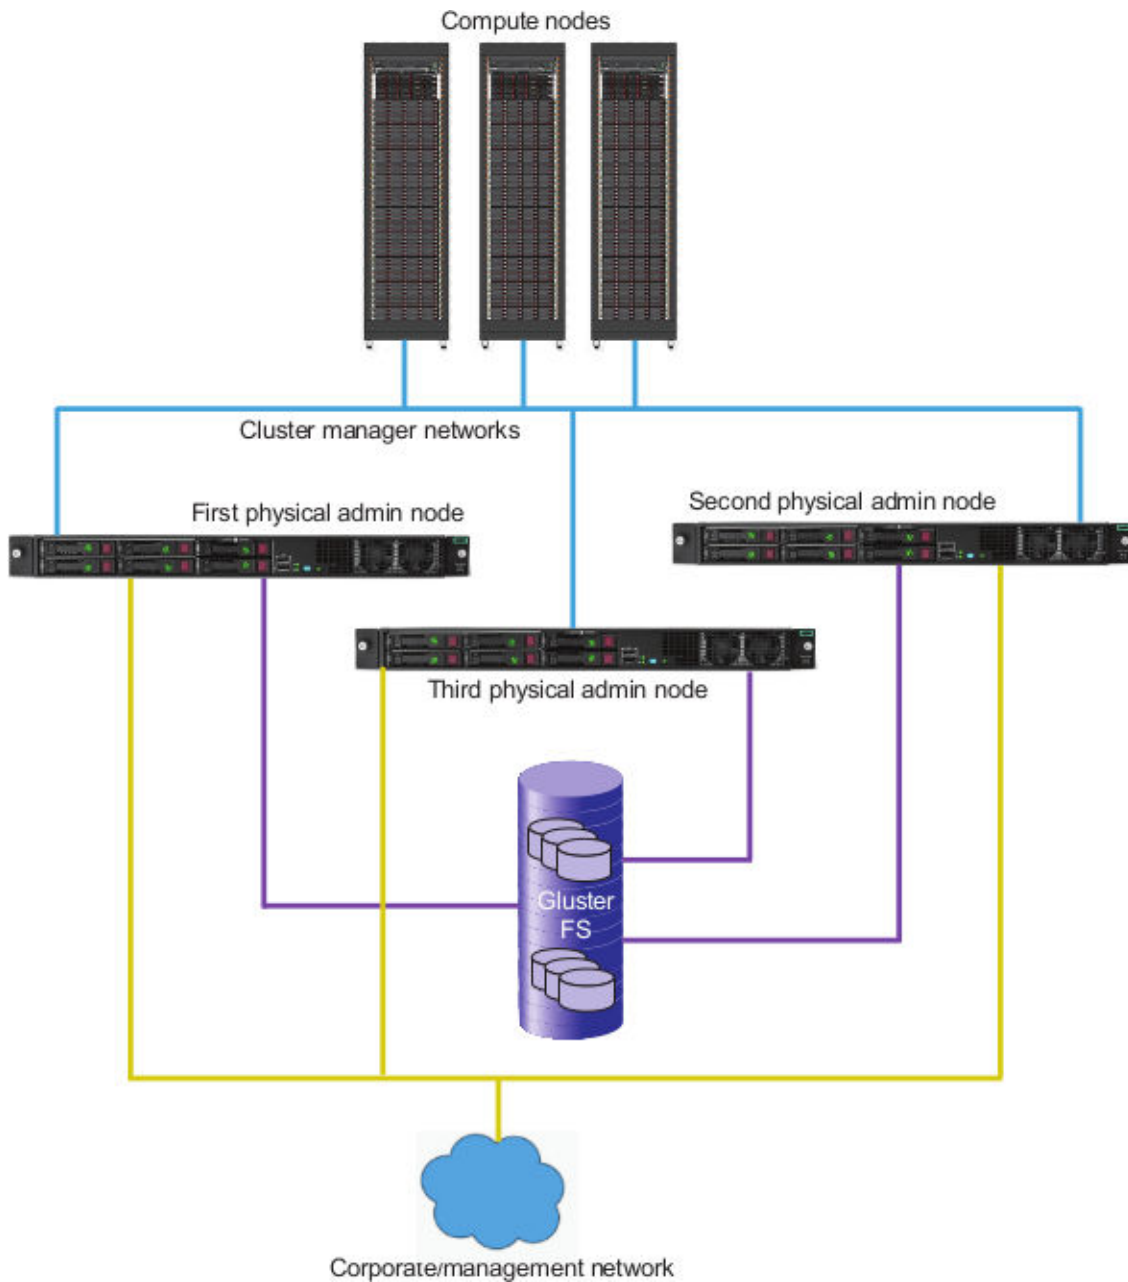 Compute nodes
Cluster manager networks
First physical admin node
Second physical admin node
Third physical admin node
Gluster
FS
Corporate/management network